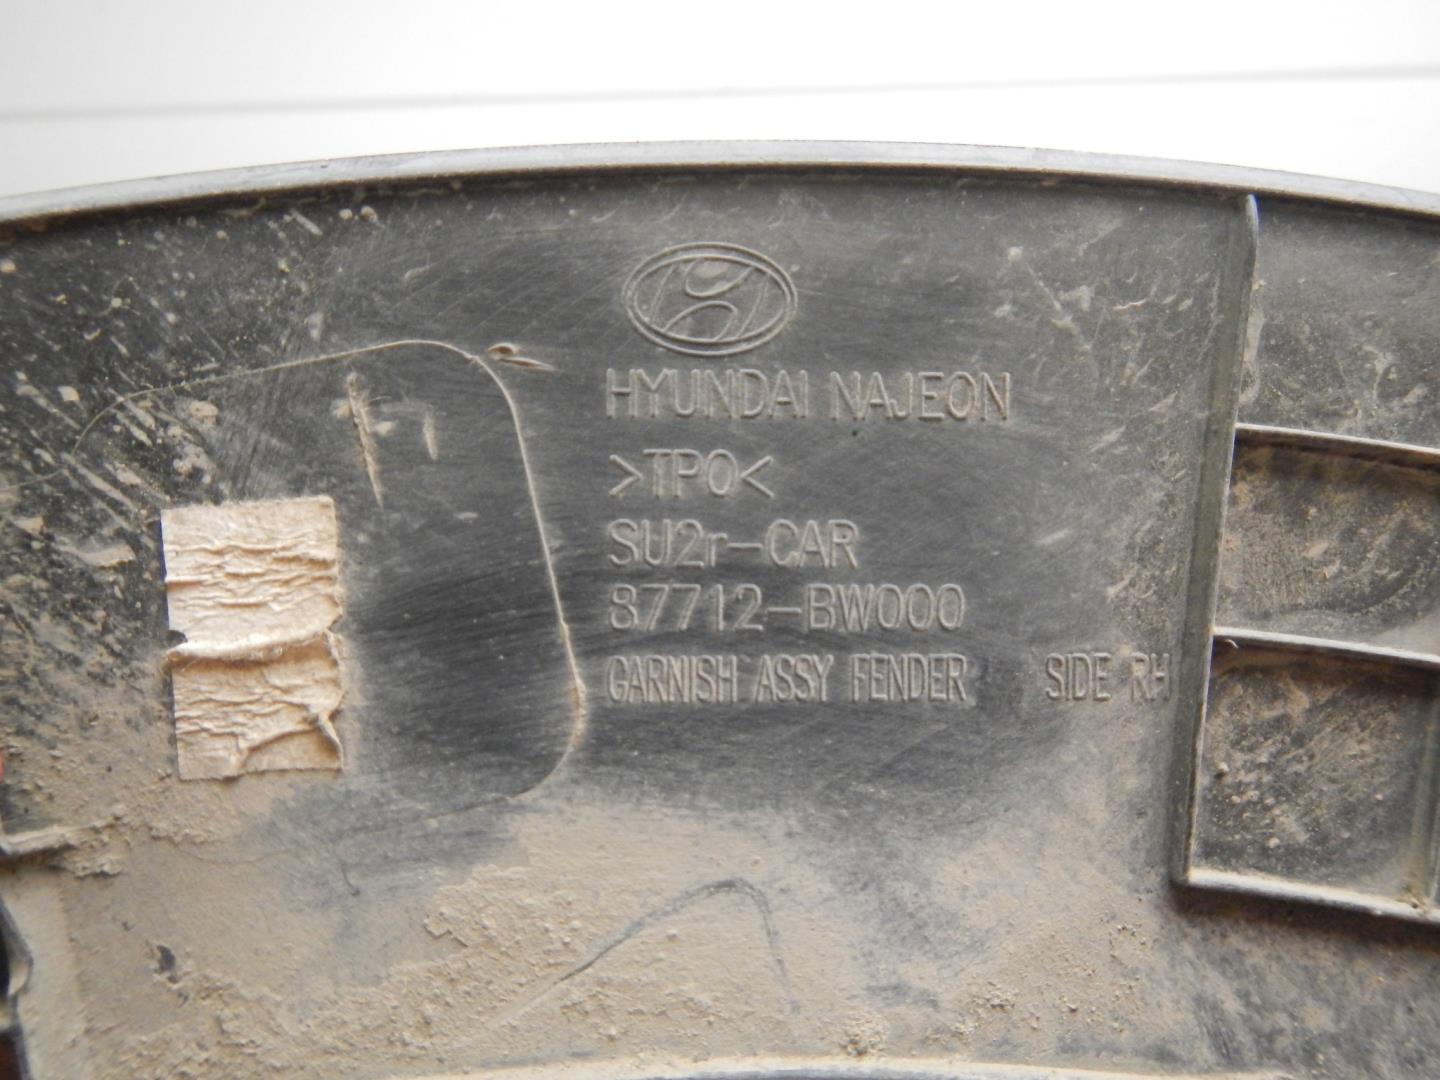 HYUNDAI NAJEON
>TPO<
SU2r-CAR
87712-BW000
GARNISH ASSY FENDER SIDE RH